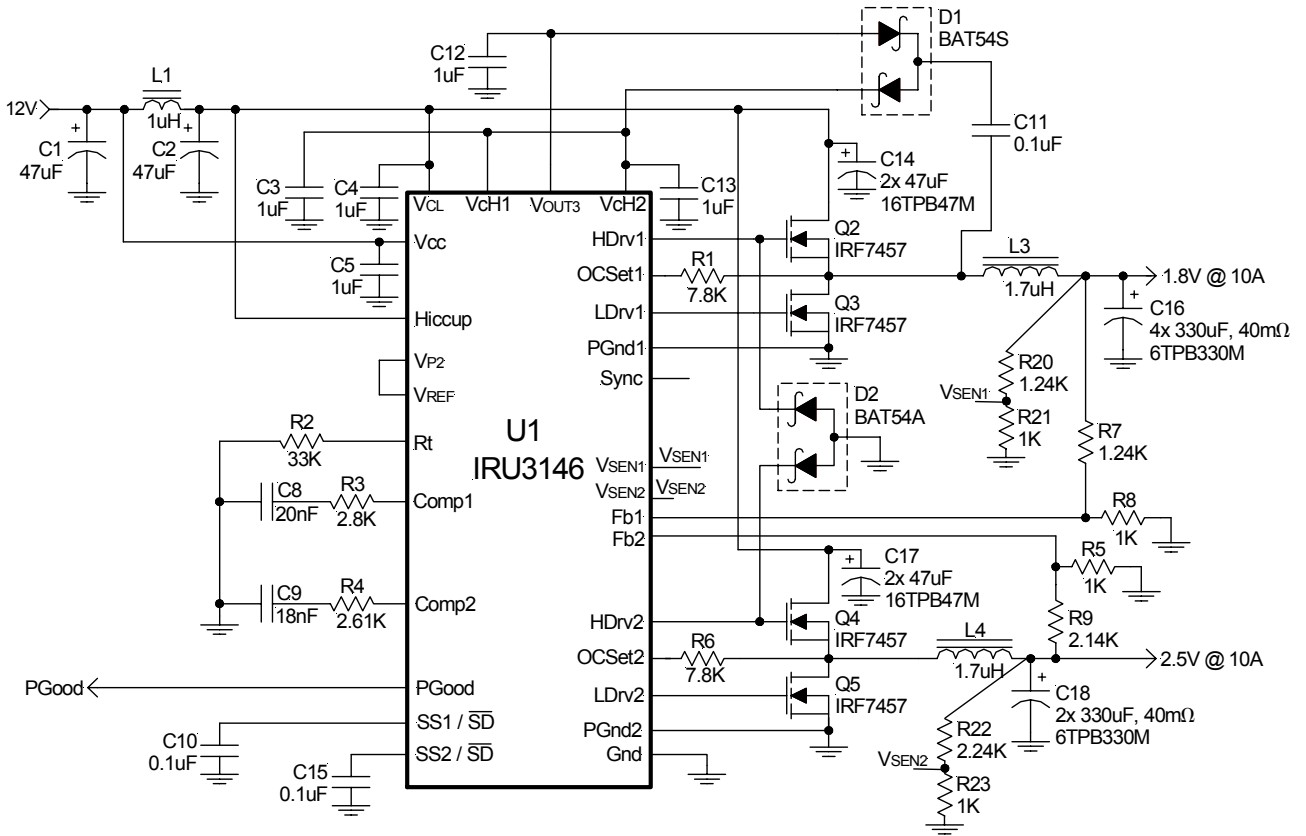 D1
BAT54S
C12
1uF
L1
1uH
12V
C1
47uF
+
C2
47uF
+
C3
1uF
C4
1uF
C13
1uF
C11
0.1uF
+
C14
2x 47uF
16TPB47M
VCL
VcH1
VOUT3
VcH2
Vcc
C5
1uF
Hiccup
VP2
VREF
R2
33K
Rt
C8
20nF
R3
2.8K
Comp1
C9
18nF
R4
2.61K
Comp2
PGood
PGood
SS1 / SD
C10
0.1uF
SS2 / SD
C15
0.1uF
U1
IRU3146
HDrv1
OCSet1
LDrv1
PGnd1
Sync
VSEN1
VSEN1
VSEN2
VSEN2
Fb1
Fb2
HDrv2
OCSet2
LDrv2
PGnd2
Gnd
R1
7.8K
Q2
IRF7457
Q3
IRF7457
L3
1.7uH
1.8V @ 10A
+
C16
4x 330uF, 40mΩ
6TPB330M
R20
1.24K
VSEN1
R21
1K
R7
1.24K
R8
1K
D2
BAT54A
R5
1K
R9
2.14K
+
C17
2x 47uF
16TPB47M
Q4
IRF7457
R6
7.8K
Q5
IRF7457
L4
1.7uH
2.5V @ 10A
+
C18
2x 330uF, 40mΩ
6TPB330M
R22
2.24K
VSEN2
R23
1K